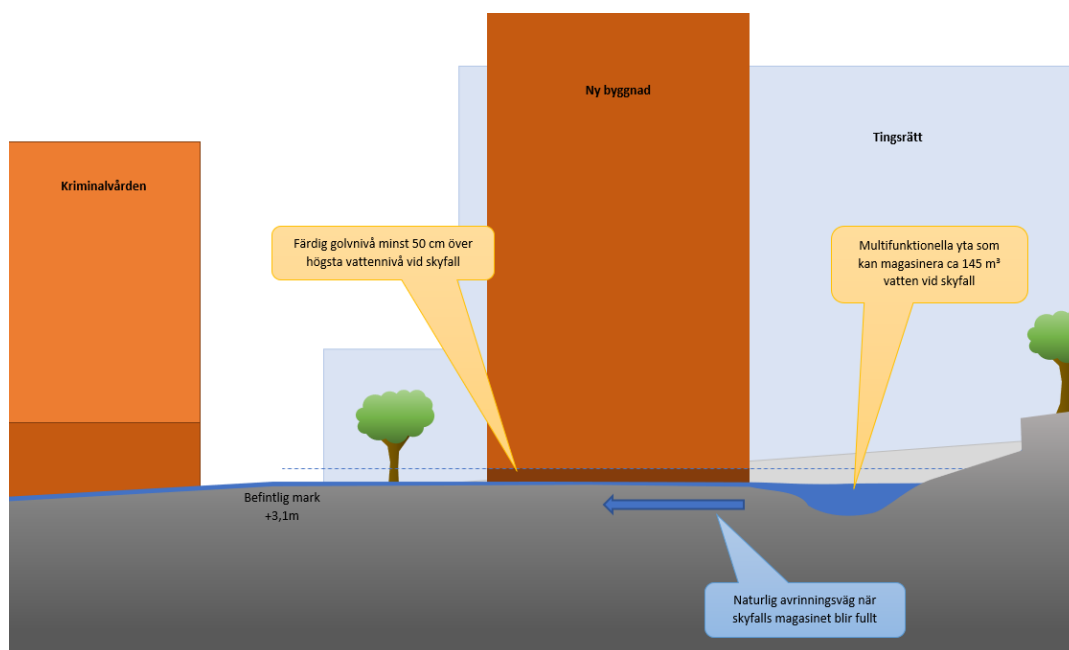 Ny byggnad
Tingsrätt
Kriminalvården
Färdig golvnivå minst 50 cm över
högsta vattennivå vid skyfall
Multifunktionella yta som
kan magasinera ca 145 m³
vatten vid skyfall
Befintlig mark
+3,1m
Naturlig avrinningsväg när
skyfalls magasinet blir fullt